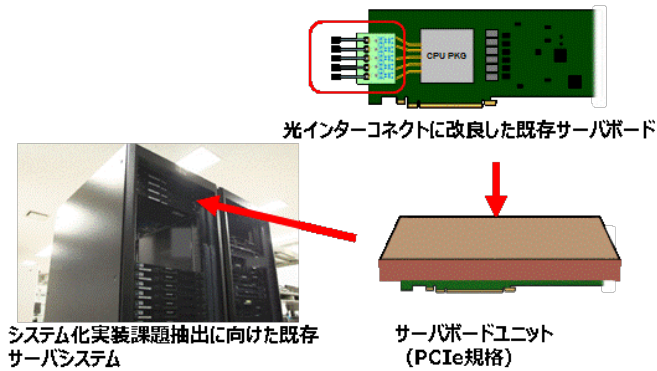 CPU PKG
光インターコネクトに改良した既存サーバボード
システム化実装課題抽出に向けた既存
サーバシステム
サーバボードユニット
（PCIe規格）